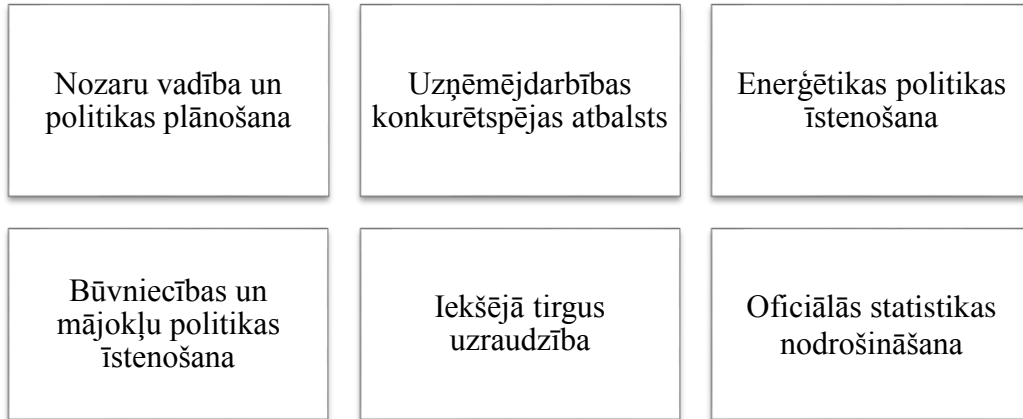 Nozaru vadība un
politikas plānošana
Uzņēmējdarbības
konkurētspējas atbalsts
Enerģētikas politikas
īstenošana
Būvniecības un
mājokļu politikas
īstenošana
Iekšējā tirgus
uzraudzība
Oficiālās statistikas
nodrošināšana